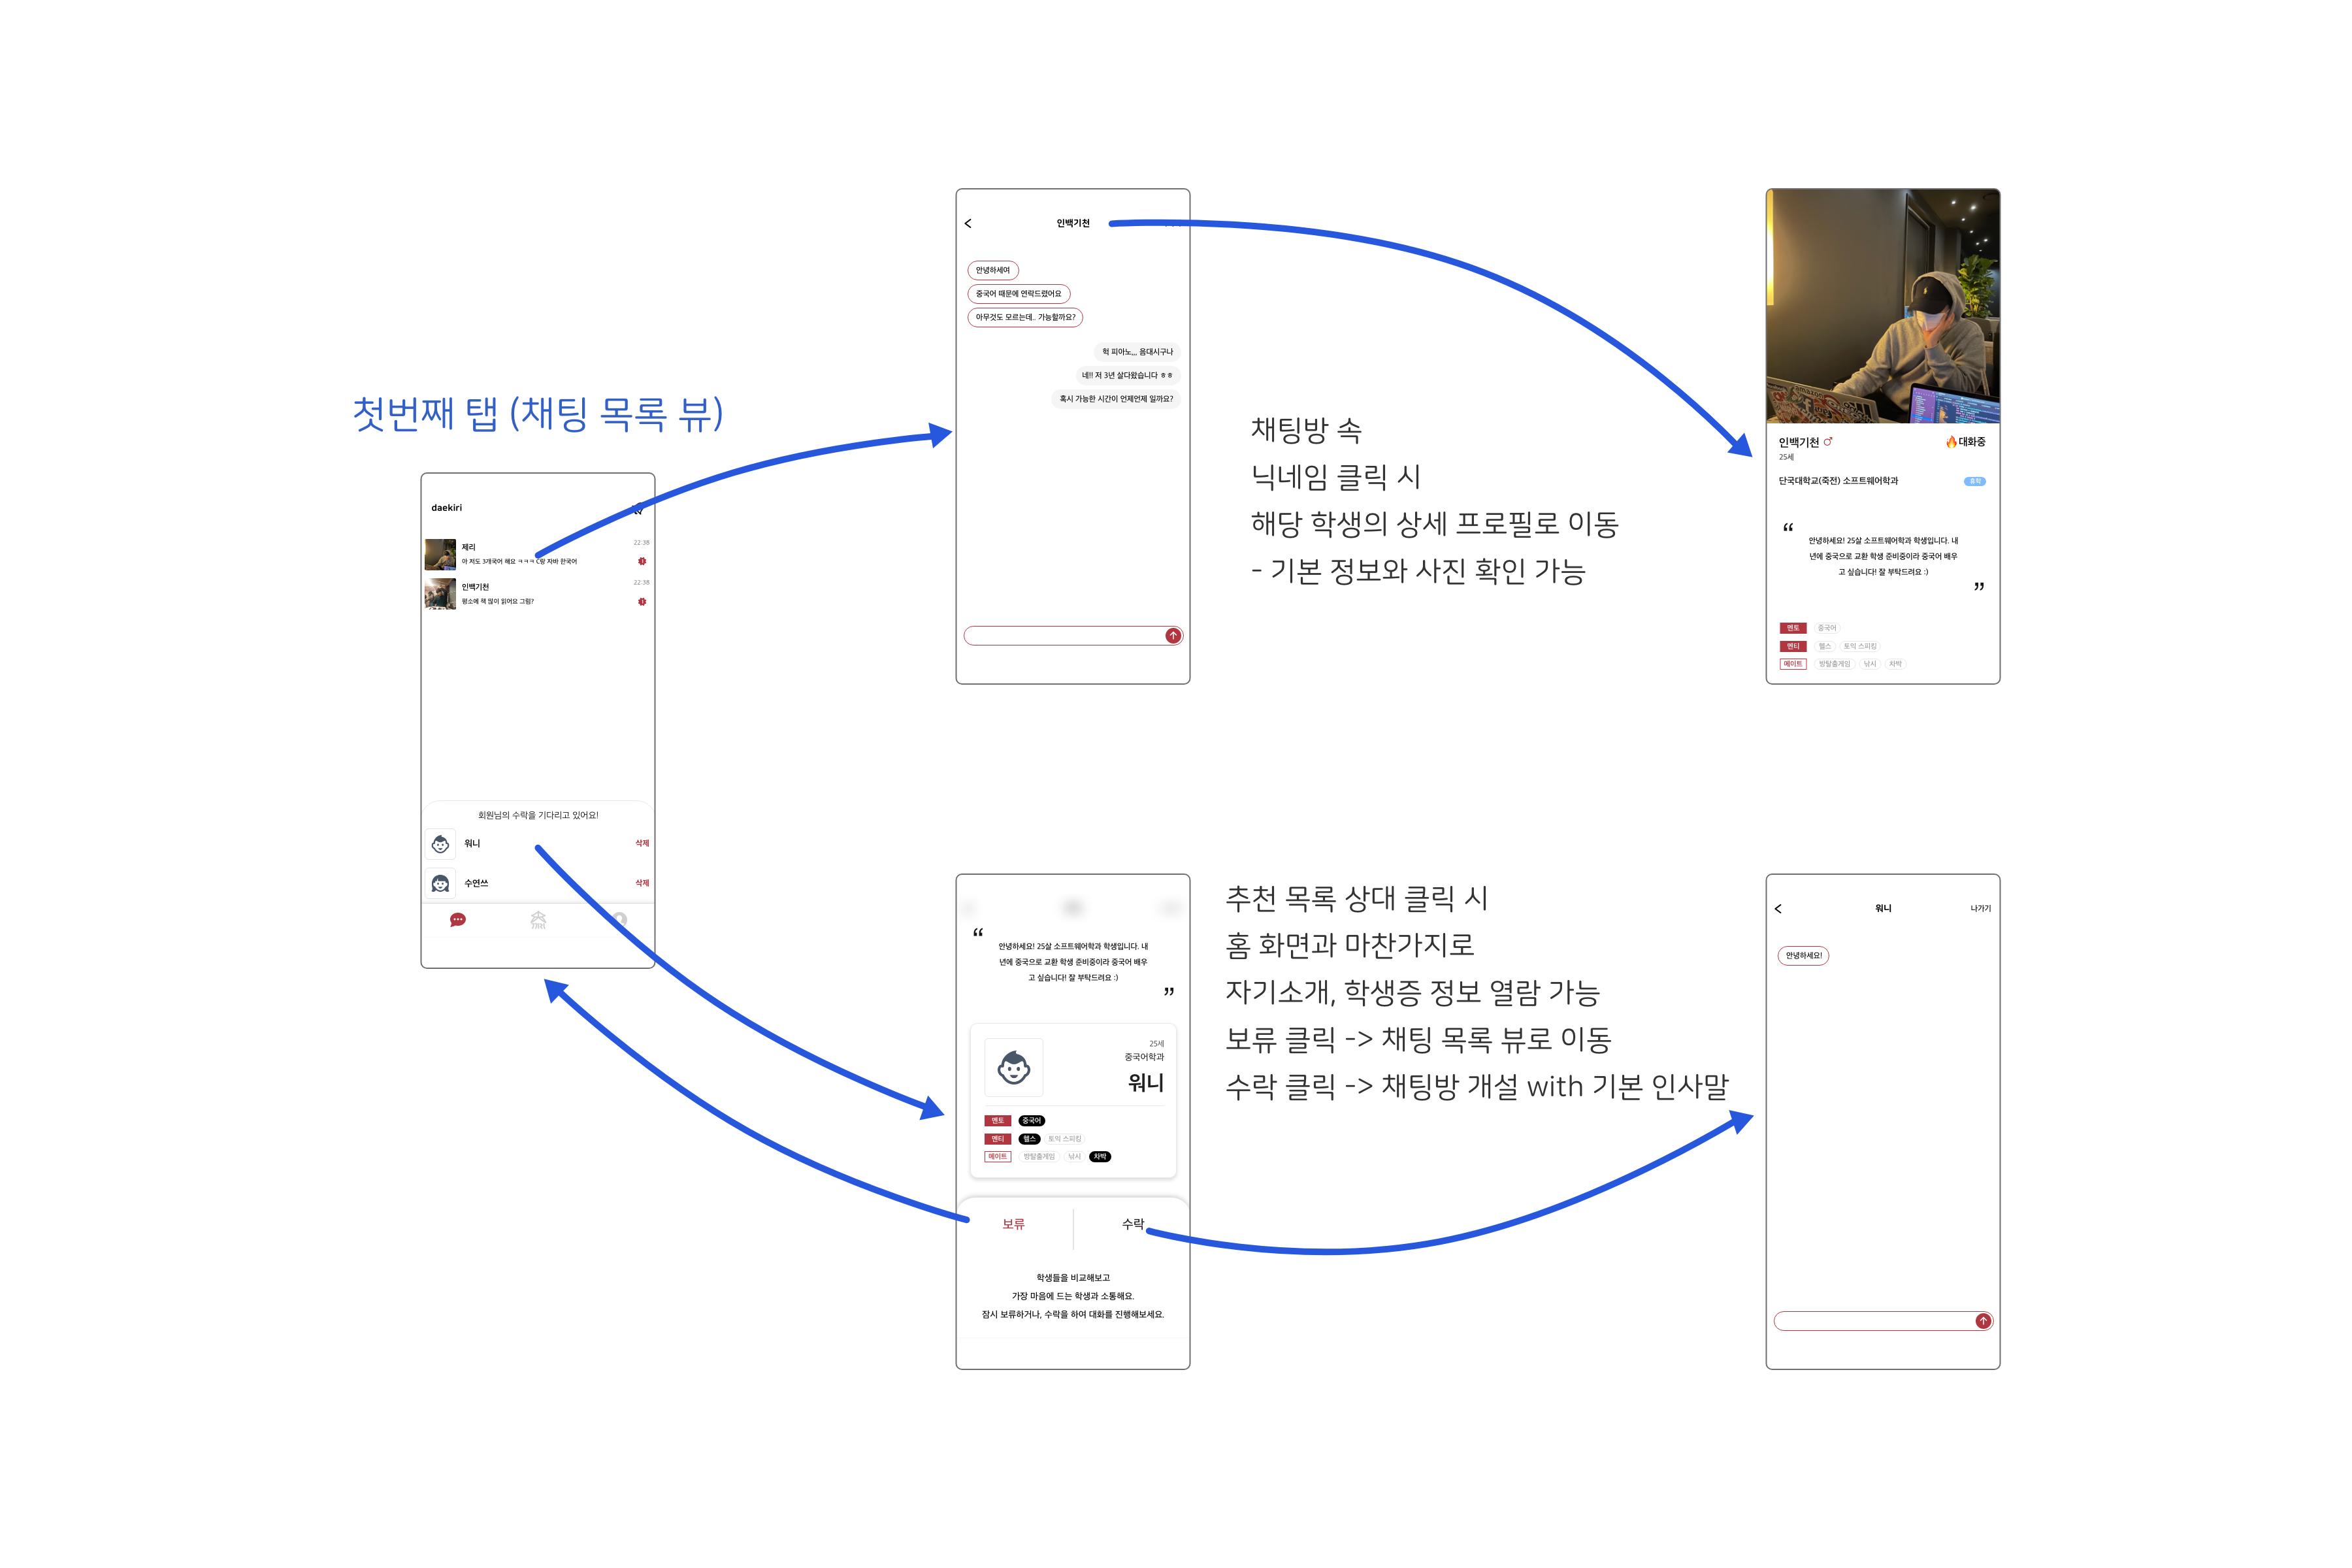 첫번째 탭 (채팅 목록 뷰)
daekiri
제리
22:38
아 저도 3개국어 해요 ㅋㅋㅋ C랑 자바 한국어
인백기천
22:38
평소에 책 많이 읽어요 그럼?
회원님의 수락을 기다리고 있어요!
워니
삭제
수연쓰
삭제
인백기천
안녕하세여
중국어 때문에 연락드렸어요
아무것도 모르는데.. 가능할까요?
헉 피아노,,, 음대시구나
네!! 저 3년 살다왔습니다 ㅎㅎ
혹시 가능한 시간이 언제언제 일까요?
채팅방 속
닉네임 클릭 시
해당 학생의 상세 프로필로 이동
- 기본 정보와 사진 확인 가능
인백기천 ♂
🔥대화중
25세
단국대학교(죽전) 소프트웨어학과
휴학
“
안녕하세요! 25살 소프트웨어학과 학생입니다. 내
년에 중국으로 교환 학생 준비중이라 중국어 배우
고 싶습니다! 잘 부탁드려요 :)
”
멘토 중국어
멘티 헬스 토익 스피킹
메이트 방탈출게임 낚시 차박
“
안녕하세요! 25살 소프트웨어학과 학생입니다. 내
년에 중국으로 교환 학생 준비중이라 중국어 배우
고 싶습니다! 잘 부탁드려요 :)
”
25세
중국어학과
워니
멘토 중국어
멘티 헬스 토익 스피킹
메이트 방탈출게임 낚시 차박
보류
수락
학생들을 비교해보고
가장 마음에 드는 학생과 소통해요.
잠시 보류하거나, 수락을 하여 대화를 진행해보세요.
추천 목록 상대 클릭 시
홈 화면과 마찬가지로
자기소개, 학생증 정보 열람 가능
보류 클릭 -> 채팅 목록 뷰로 이동
수락 클릭 -> 채팅방 개설 with 기본 인사말
워니
나가기
안녕하세요!